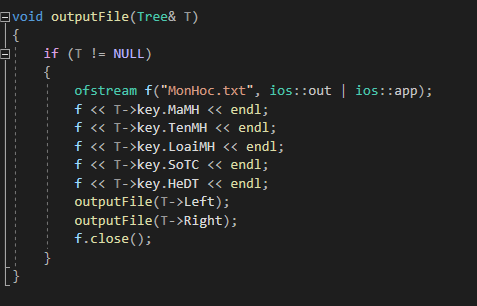 void outputFile(Tree& T)
{
    if (T != NULL)
    {
        ofstream f("MonHoc.txt", ios::out | ios::app);
        f << T->key.MaMH << endl;
        f << T->key.TenMH << endl;
        f << T->key.LoaiMH << endl;
        f << T->key.SoTC << endl;
        f << T->key.HeDT << endl;
        outputFile(T->Left);
        outputFile(T->Right);
        f.close();
    }
}